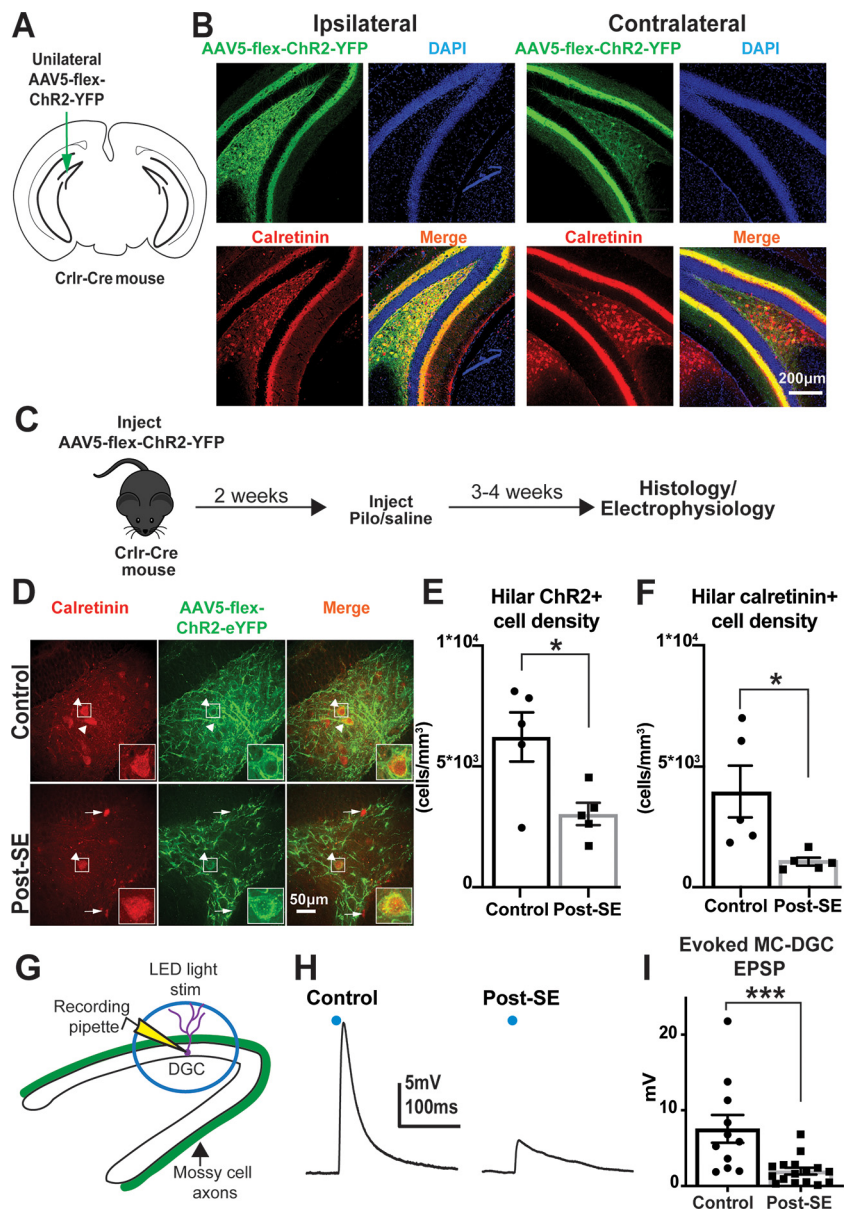 A
Unilateral
AAV5-flex-
ChR2-YFP
Crlr-Cre mouse
B
Ipsilateral
Contralateral
AAV5-flex-ChR2-YFP
DAPI
AAV5-flex-ChR2-YFP
DAPI
Calretinin
Merge
Calretinin
Merge
200µm
C
Inject
AAV5-flex-ChR2-YFP
Crlr-Cre
mouse
2 weeks
Inject
Pilo/saline
3-4 weeks
Histology/
Electrophysiology
D
Calretinin
AAV5-flex-
ChR2-eYFP
Merge
Control
Post-SE
50µm
E
Hilar ChR2+
cell density
1*10⁴
5*10³
0
(cells/mm³)
*
Control
Post-SE
F
Hilar calretinin+
cell density
1*10⁴
5*10³
0
(cells/mm³)
*
Control
Post-SE
G
LED light
stim
Recording
pipette
DGC
Mossy cell
axons
H
Control
Post-SE
5mV
100ms
I
Evoked MC-DGC
EPSP
***
20
10
0
mV
Control
Post-SE